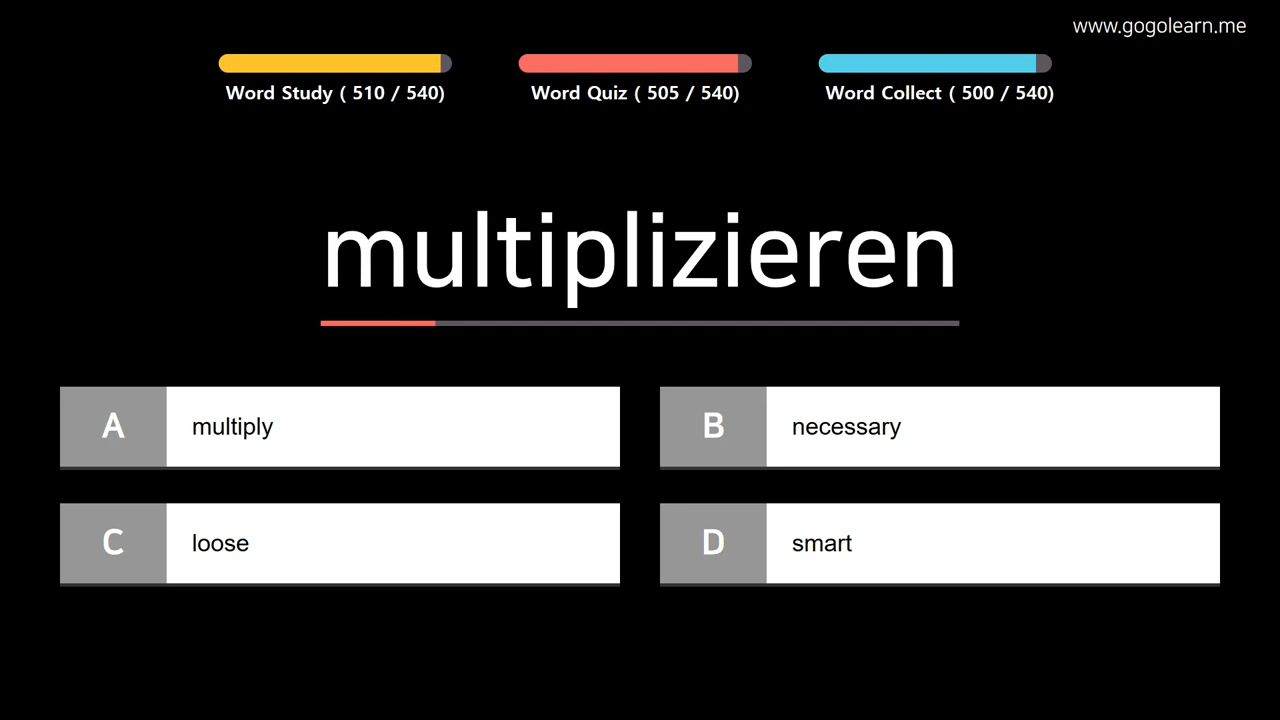 www.gogolearn.me
Word Study ( 510 / 540)
Word Quiz ( 505 / 540)
Word Collect ( 500 / 540)
multiplizieren
A multiply
B necessary
C loose
D smart